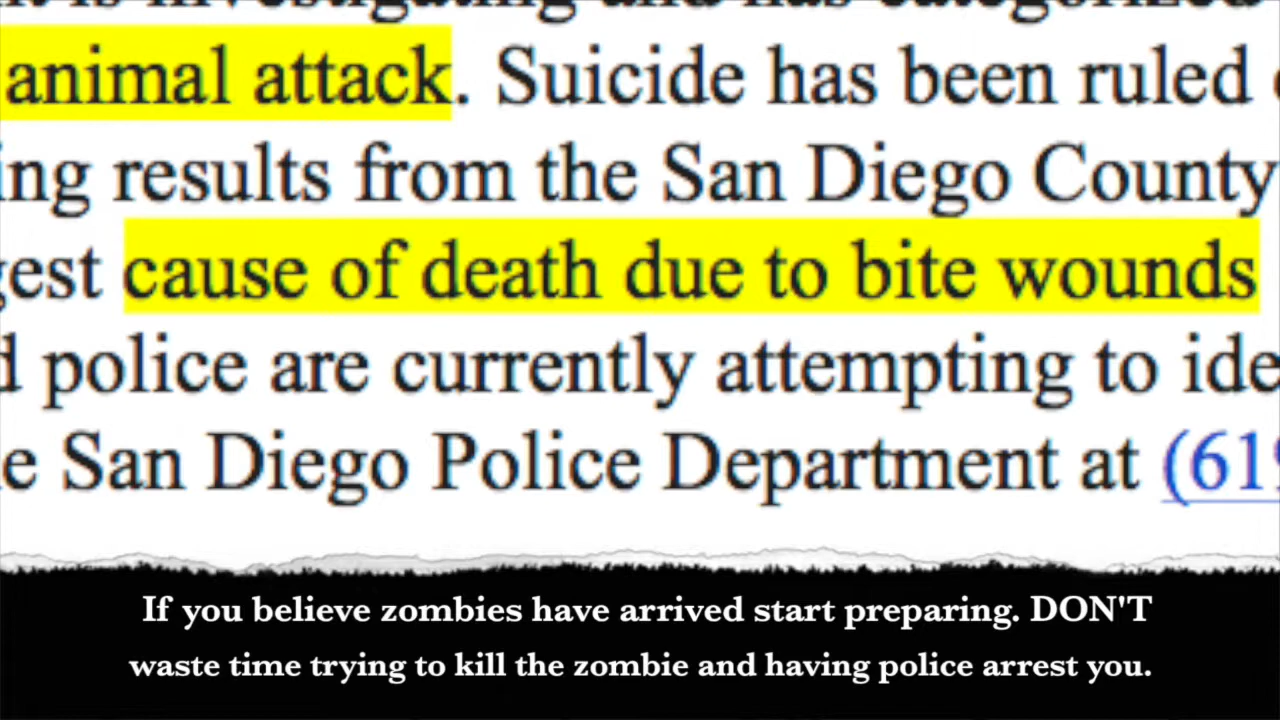 animal attack. Suicide has been ruled
ing results from the San Diego County
gest cause of death due to bite wounds
d police are currently attempting to ide
e San Diego Police Department at (619
If you believe zombies have arrived start preparing. DON'T
waste time trying to kill the zombie and having police arrest you.